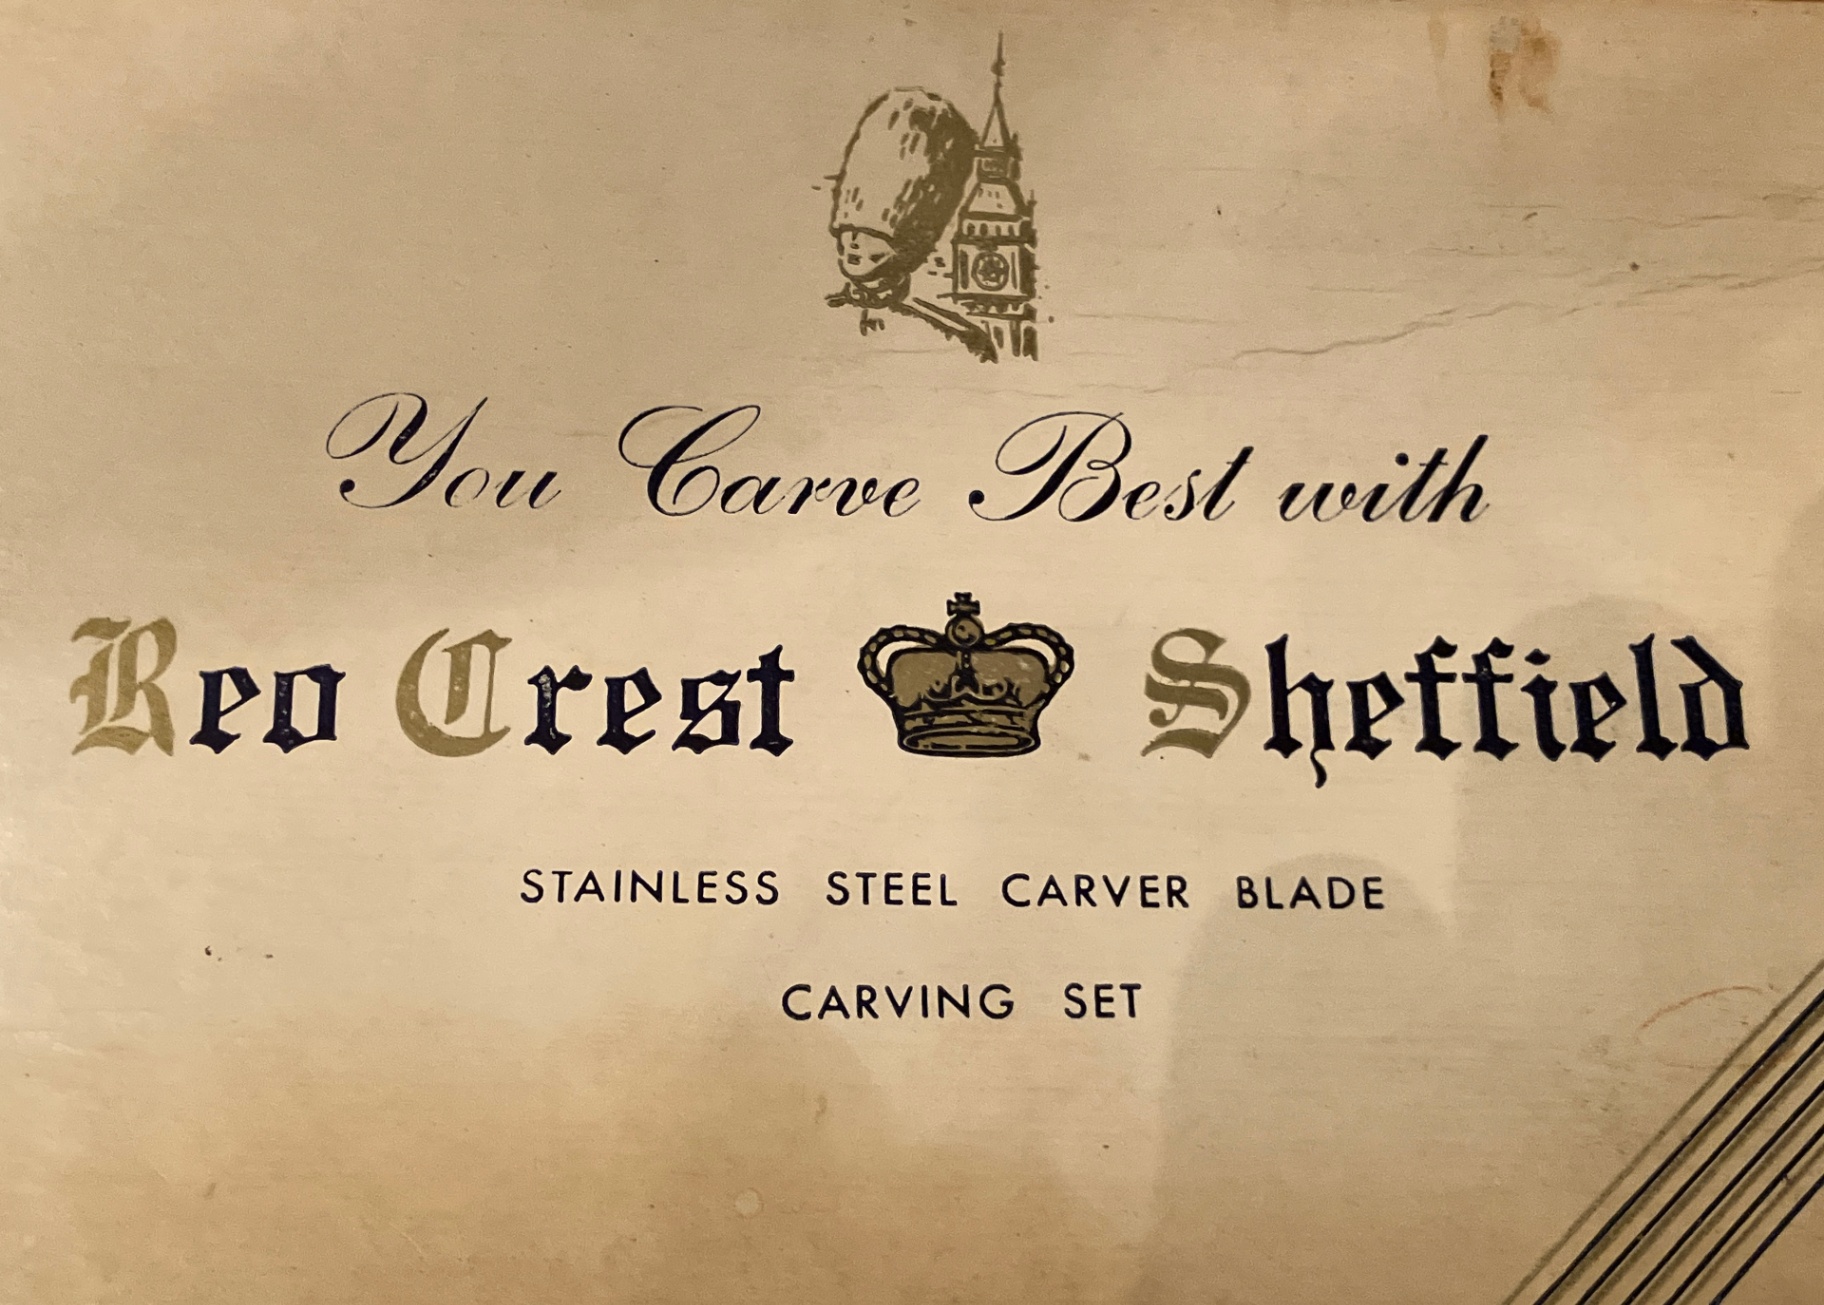 You Carve Best with
Reo Crest Sheffield
STAINLESS STEEL CARVER BLADE
CARVING SET